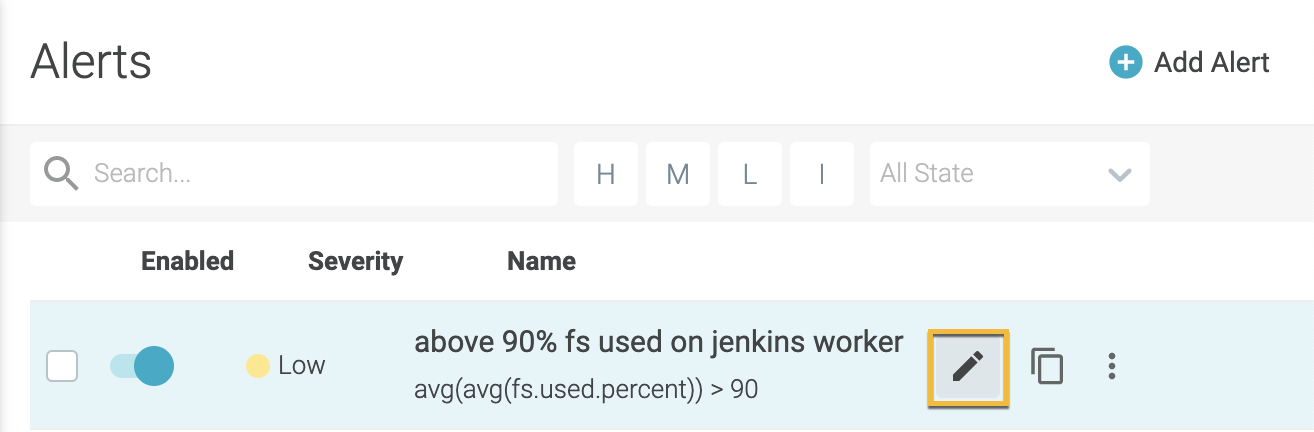 Alerts
Add Alert
Search...
H M L I
All State
Enabled Severity Name
above 90% fs used on jenkins worker
Low
avg(avg(fs.used.percent)) > 90